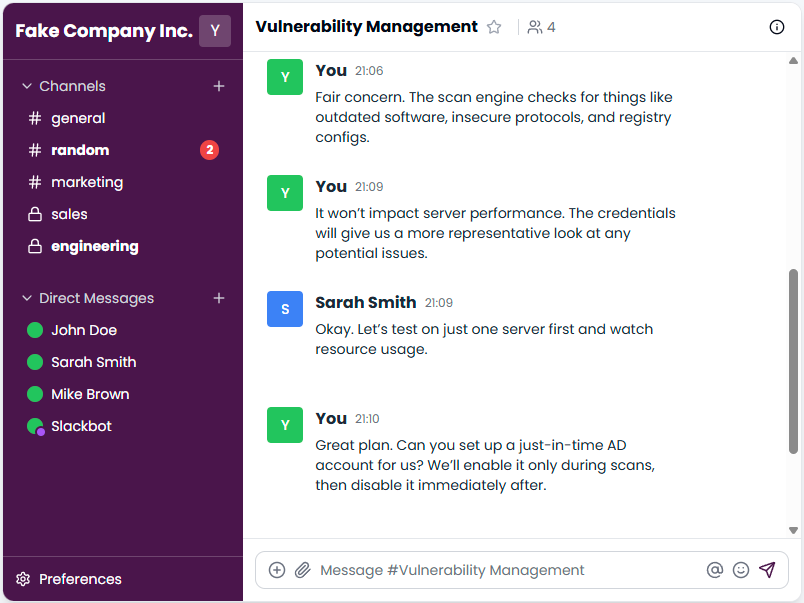 Fake Company Inc.
Y
Channels
# general
# random
2
# marketing
sales
engineering
Direct Messages
John Doe
Sarah Smith
Mike Brown
Slackbot
Preferences
Vulnerability Management
4
Y
You 21:06
Fair concern. The scan engine checks for things like
outdated software, insecure protocols, and registry
configs.
Y
You 21:09
It won’t impact server performance. The credentials
will give us a more representative look at any
potential issues.
S
Sarah Smith 21:09
Okay. Let’s test on just one server first and watch
resource usage.
Y
You 21:10
Great plan. Can you set up a just-in-time AD
account for us? We’ll enable it only during scans,
then disable it immediately after.
Message #Vulnerability Management